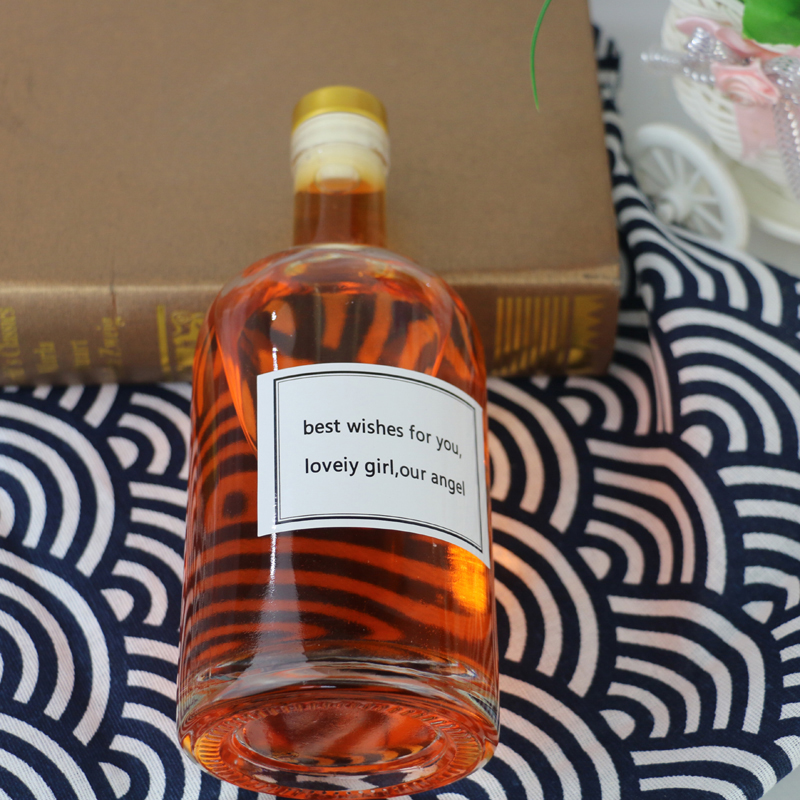 best wishes for you,
loveiy girl,our angel